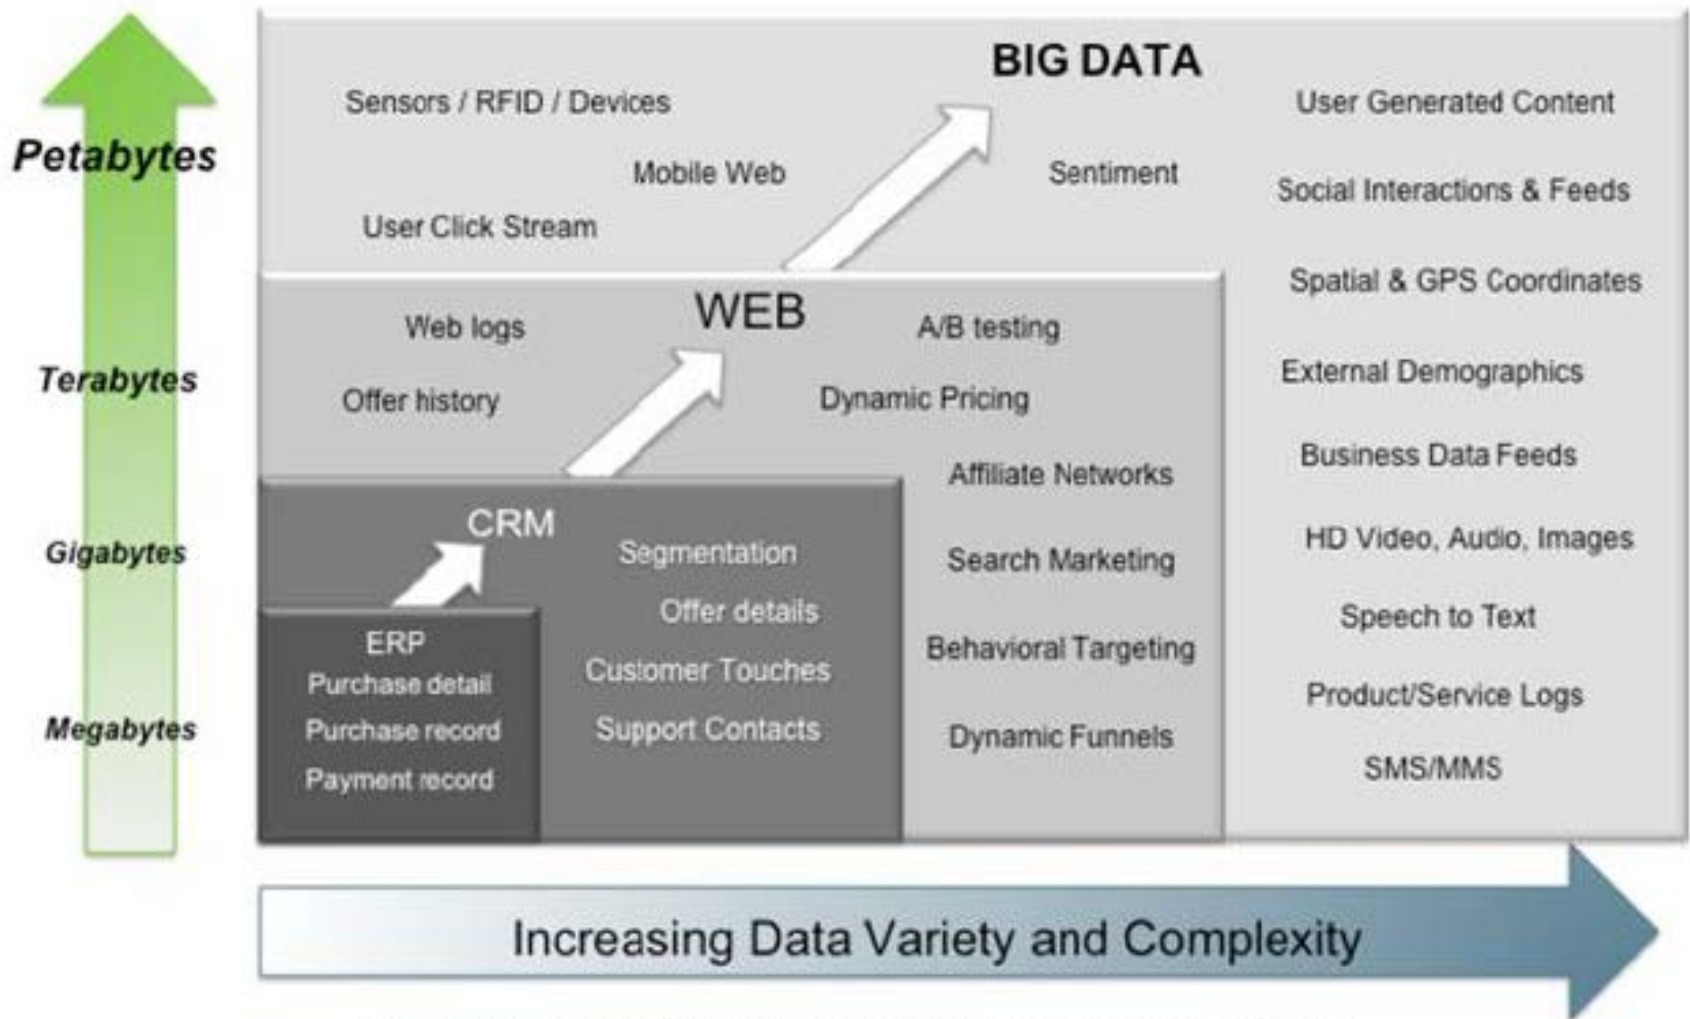 Petabytes
Terabytes
Gigabytes
Megabytes
BIG DATA
Sensors / RFID / Devices
Mobile Web
User Click Stream
Sentiment
User Generated Content
Social Interactions & Feeds
Spatial & GPS Coordinates
External Demographics
Business Data Feeds
HD Video, Audio, Images
Speech to Text
Product/Service Logs
SMS/MMS
WEB
Web logs
Offer history
A/B testing
Dynamic Pricing
Affiliate Networks
Search Marketing
Behavioral Targeting
Dynamic Funnels
CRM
Segmentation
Offer details
Customer Touches
Support Contacts
ERP
Purchase detail
Purchase record
Payment record
Increasing Data Variety and Complexity